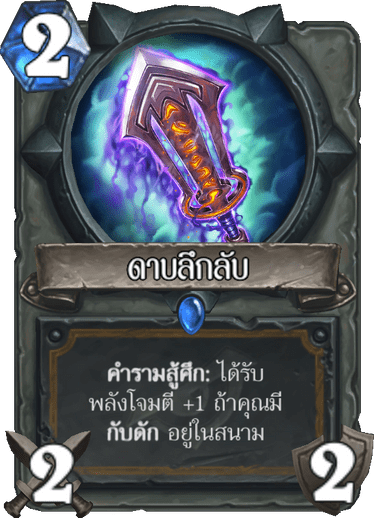 2
ดาบลึกลับ
คำรามสู้ศึก: ได้รับ
พลังโจมตี +1 ถ้าคุณมี
กับดัก อยู่ในสนาม
2
2